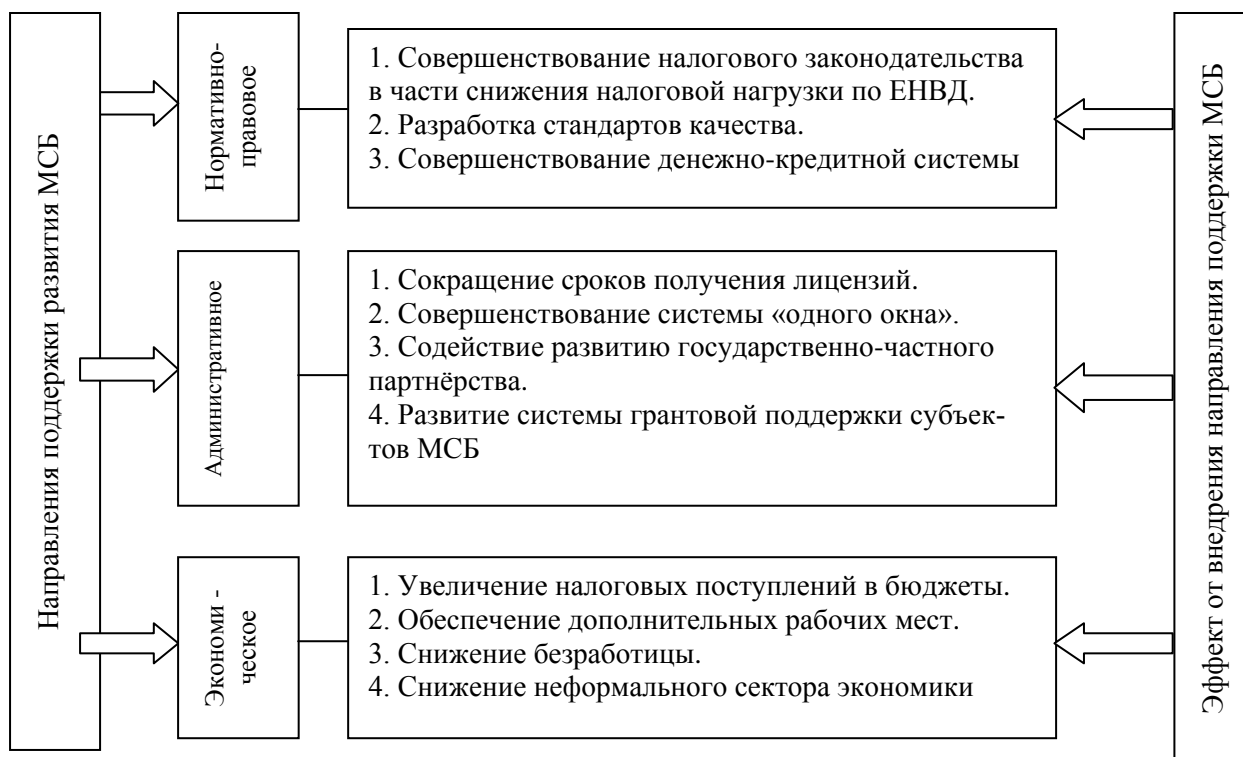 Направления поддержки развития МСБ
Нормативно-
правовое
1. Совершенствование налогового законодательства
в части снижения налоговой нагрузки по ЕНВД.
2. Разработка стандартов качества.
3. Совершенствование денежно-кредитной системы
Административное
1. Сокращение сроков получения лицензий.
2. Совершенствование системы «одного окна».
3. Содействие развитию государственно-частного
партнёрства.
4. Развитие системы грантовой поддержки субъек-
тов МСБ
Экономи -
ческое
1. Увеличение налоговых поступлений в бюджеты.
2. Обеспечение дополнительных рабочих мест.
3. Снижение безработицы.
4. Снижение неформального сектора экономики
Эффект от внедрения направления поддержки МСБ